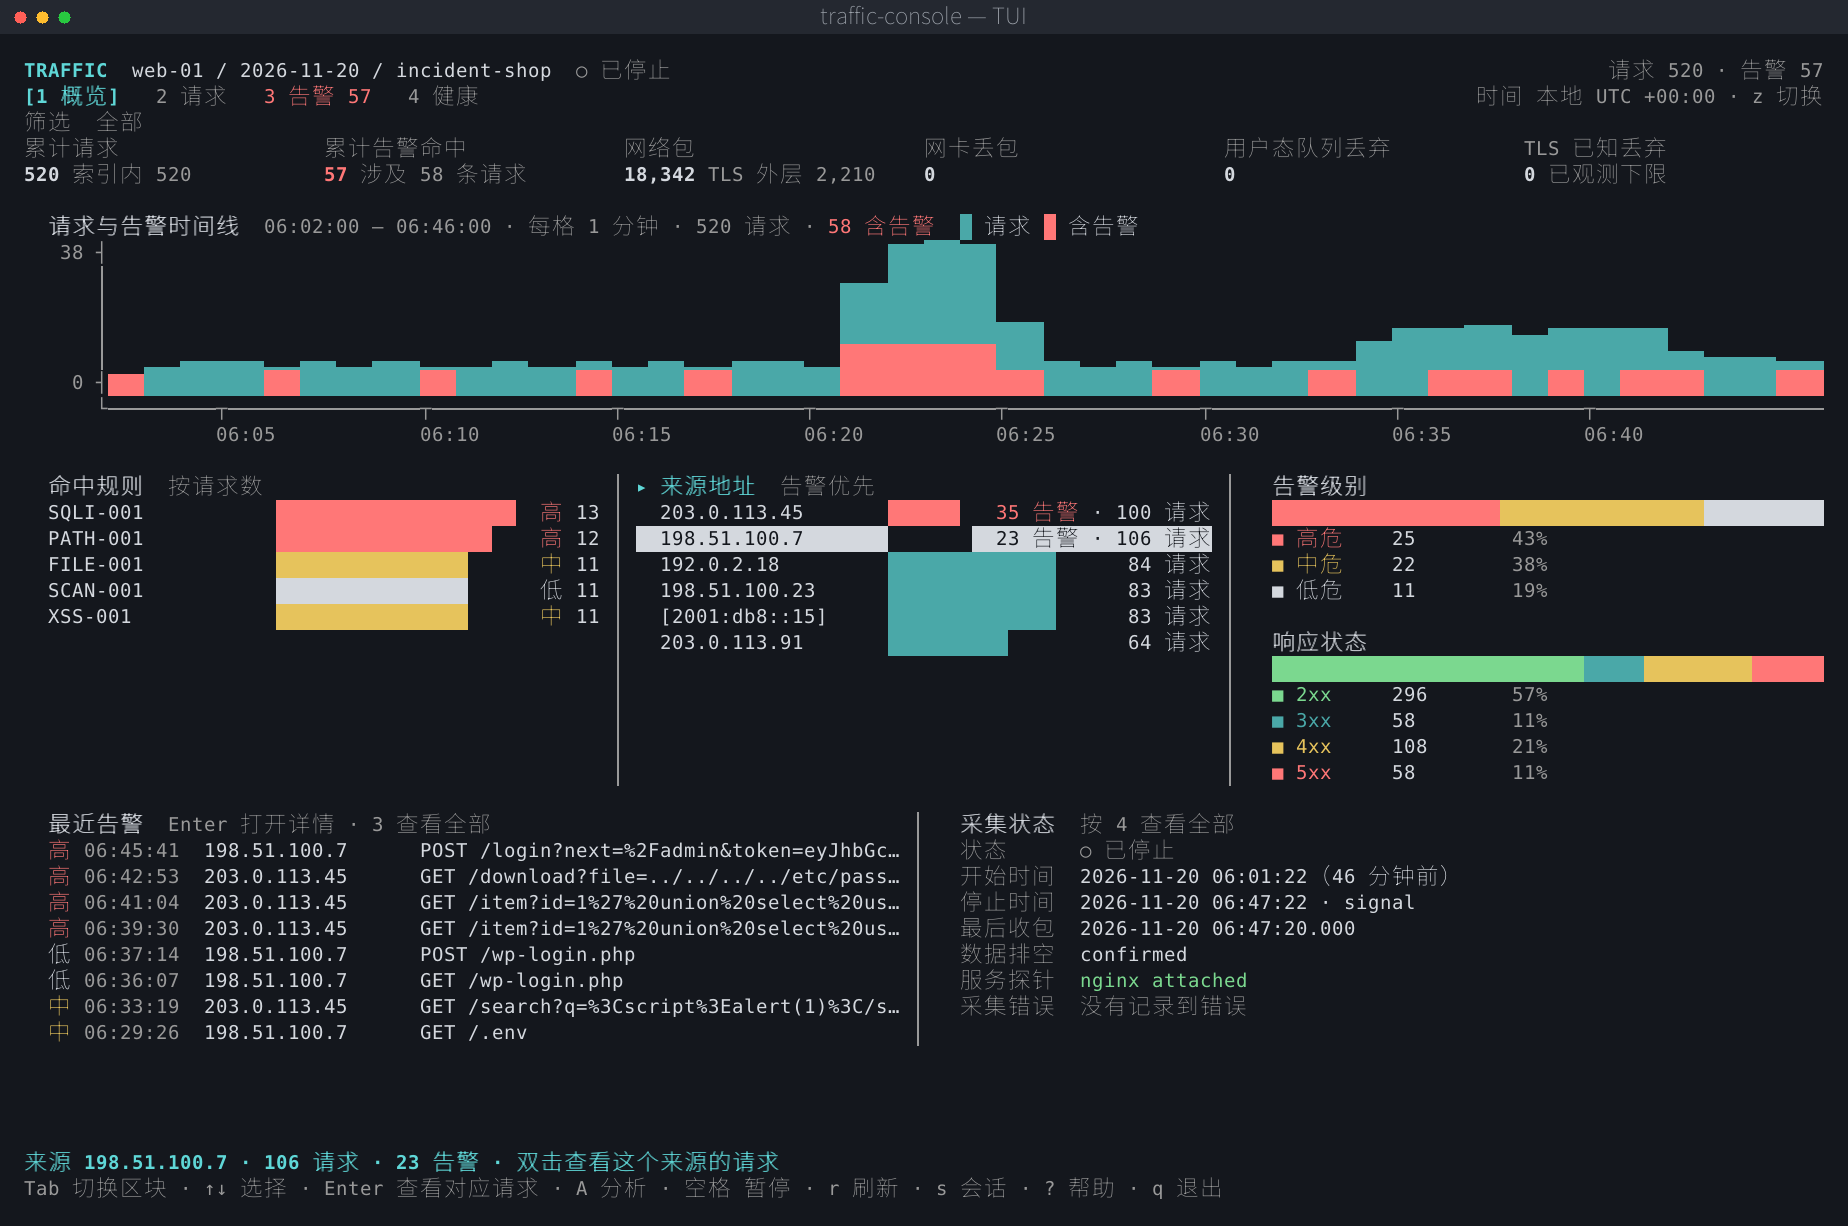 traffic-console — TUI
TRAFFIC web-01 / 2026-11-20 / incident-shop ○ 已停止 请求 520 · 告警 57
[1 概览] 2 请求 3 告警 57 4 健康 时间 本地 UTC +00:00 · z 切换
筛选 全部
累计请求 累计告警命中 网络包 网卡丢包 用户态队列丢弃 TLS 已知丢弃
520 索引内 520 57 涉及 58 条请求 18,342 TLS 外层 2,210 0 0 0 已观测下限
请求与告警时间线 06:02:00 — 06:46:00 · 每格 1 分钟 · 520 请求 · 58 含告警 请求 含告警
38
0
06:05 06:10 06:15 06:20 06:25 06:30 06:35 06:40
命中规则 按请求数
SQLI-001 高 13
PATH-001 高 12
FILE-001 中 11
SCAN-001 低 11
XSS-001 中 11
▸ 来源地址 告警优先
203.0.113.45 35 告警 · 100 请求
198.51.100.7 23 告警 · 106 请求
192.0.2.18 84 请求
198.51.100.23 83 请求
[2001:db8::15] 83 请求
203.0.113.91 64 请求
告警级别
■ 高危 25 43%
■ 中危 22 38%
■ 低危 11 19%
响应状态
■ 2xx 296 57%
■ 3xx 58 11%
■ 4xx 108 21%
■ 5xx 58 11%
最近告警 Enter 打开详情 · 3 查看全部
高 06:45:41 198.51.100.7 POST /login?next=%2Fadmin&token=eyJhbGc…
高 06:42:53 203.0.113.45 GET /download?file=../../../../etc/pass…
高 06:41:04 203.0.113.45 GET /item?id=1%27%20union%20select%20us…
高 06:39:30 203.0.113.45 GET /item?id=1%27%20union%20select%20us…
低 06:37:14 198.51.100.7 POST /wp-login.php
低 06:36:07 198.51.100.7 GET /wp-login.php
中 06:33:19 203.0.113.45 GET /search?q=%3Cscript%3Ealert(1)%3C/s…
中 06:29:26 198.51.100.7 GET /.env
采集状态 按 4 查看全部
状态 ○ 已停止
开始时间 2026-11-20 06:01:22（46 分钟前）
停止时间 2026-11-20 06:47:22 · signal
最后收包 2026-11-20 06:47:20.000
数据排空 confirmed
服务探针 nginx attached
采集错误 没有记录到错误
来源 198.51.100.7 · 106 请求 · 23 告警 · 双击查看这个来源的请求
Tab 切换区块 · ↑↓ 选择 · Enter 查看对应请求 · A 分析 · 空格 暂停 · r 刷新 · s 会话 · ? 帮助 · q 退出